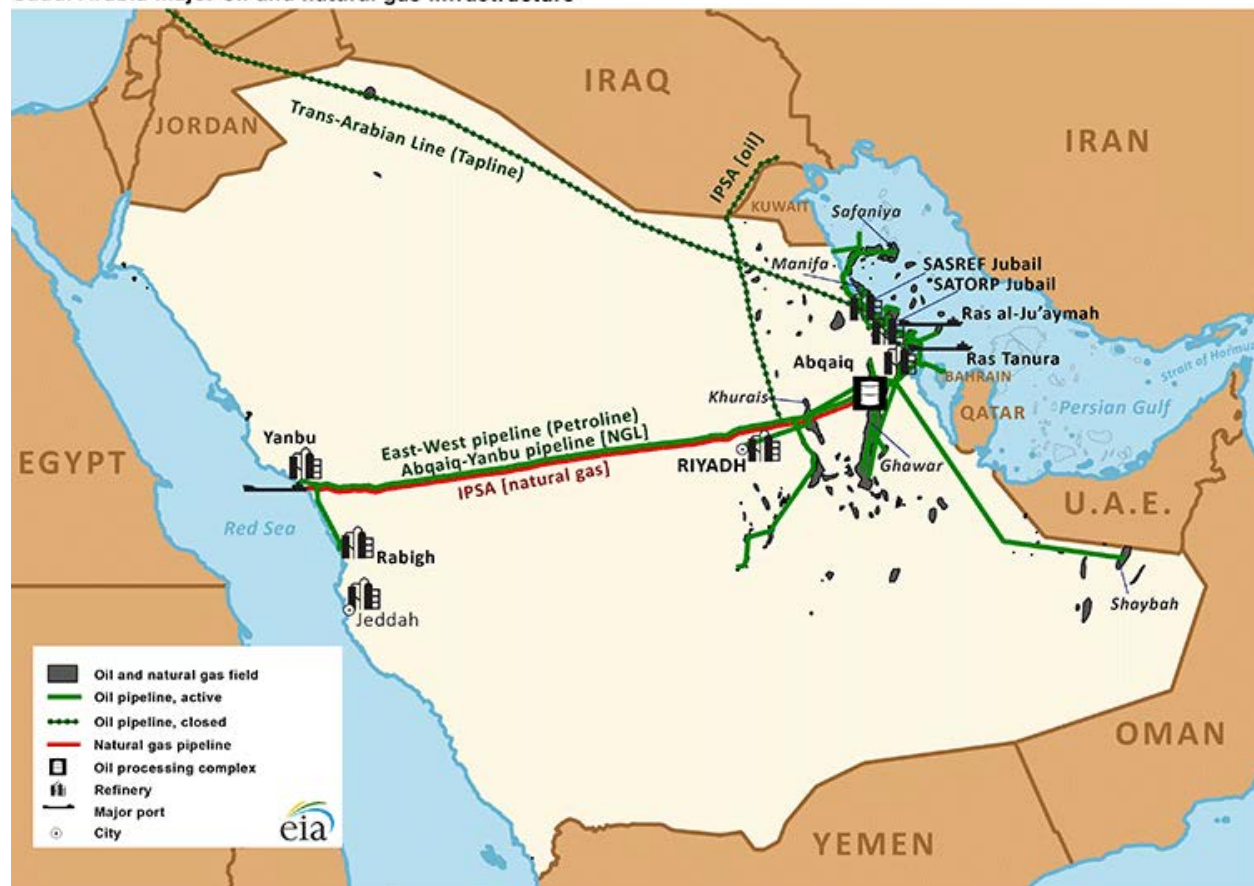 IRAQ
IRAN
JORDAN
Trans-Arabian Line (Tapline)
IPSA [oil]
KUWAIT
Safaniya
Manifa
SASREF Jubail
SATORP Jubail
Ras al-Ju'aymah
Ras Tanura
Strait of Hormuz
Abqaiq
BAHRAIN
Khurais
QATAR
Persian Gulf
EGYPT
Yanbu
East-West pipeline (Petroline)
Abqaiq-Yanbu pipeline [NGL]
IPSA [natural gas]
RIYADH
Ghawar
U.A.E.
Red Sea
Rabigh
Jeddah
Shaybah
Oil and natural gas field
Oil pipeline, active
Oil pipeline, closed
Natural gas pipeline
Oil processing complex
Refinery
Major port
City
eia
OMAN
YEMEN